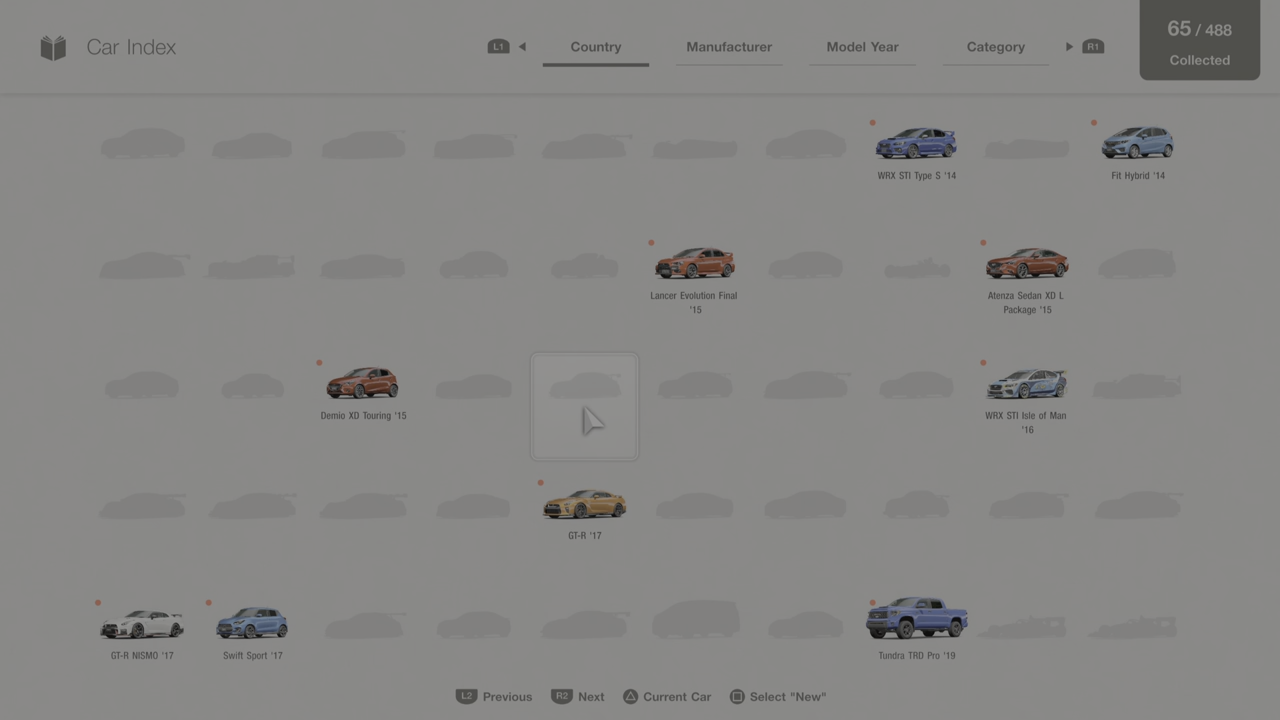 Car Index
L1
Country
Manufacturer
Model Year
Category
R1
65 / 488
Collected
WRX STI Type S '14
Fit Hybrid '14
Lancer Evolution Final
'15
Atenza Sedan XD L
Package '15
Demio XD Touring '15
WRX STI Isle of Man
'16
GT-R '17
GT-R NISMO '17
Swift Sport '17
Tundra TRD Pro '19
L2 Previous
R2 Next
Current Car
Select "New"